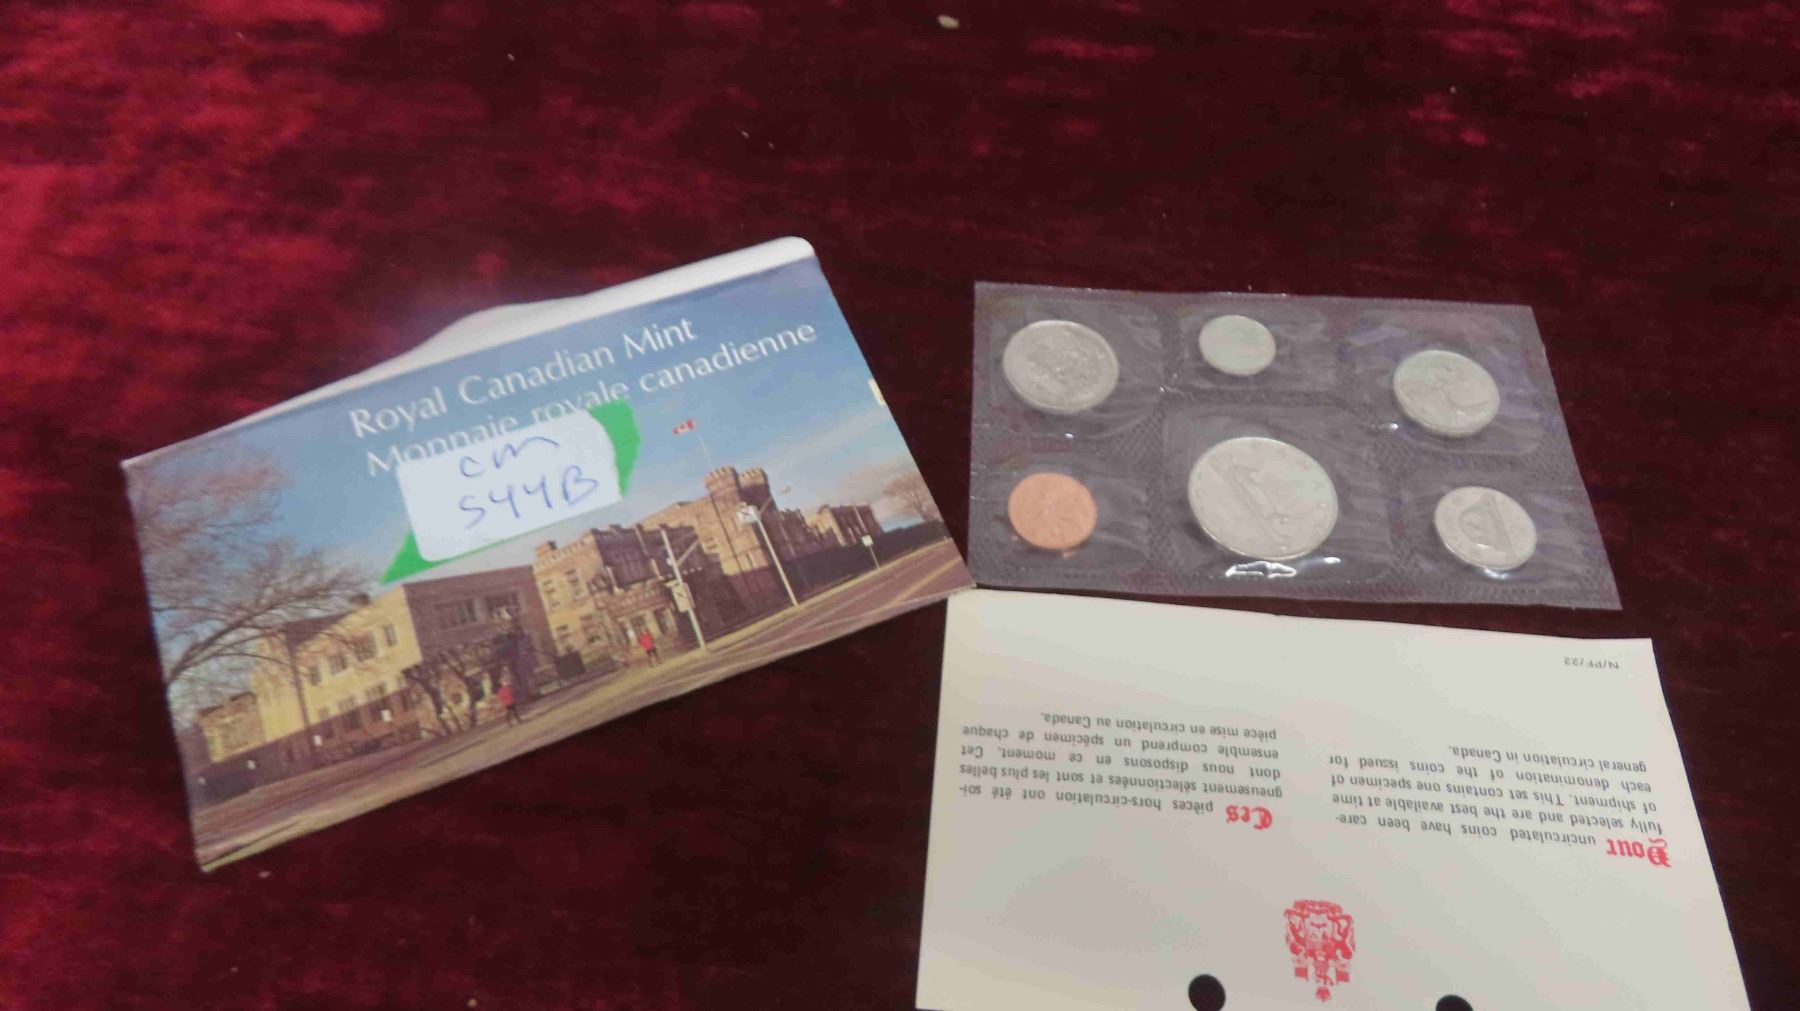 Royal Canadian Mint
Monnaie royale canadienne
cm
S44B
N/PF/22
Your uncirculated coins have been care-
fully selected and are the best available at time
of shipment. This set contains one specimen of
each denomination of the coins issued for
general circulation in Canada.
Ces pièces hors-circulation ont été soi-
gneusement sélectionnées et sont les plus belles
dont nous disposons en ce moment. Cet
ensemble comprend un spécimen de chaque
pièce mise en circulation au Canada.